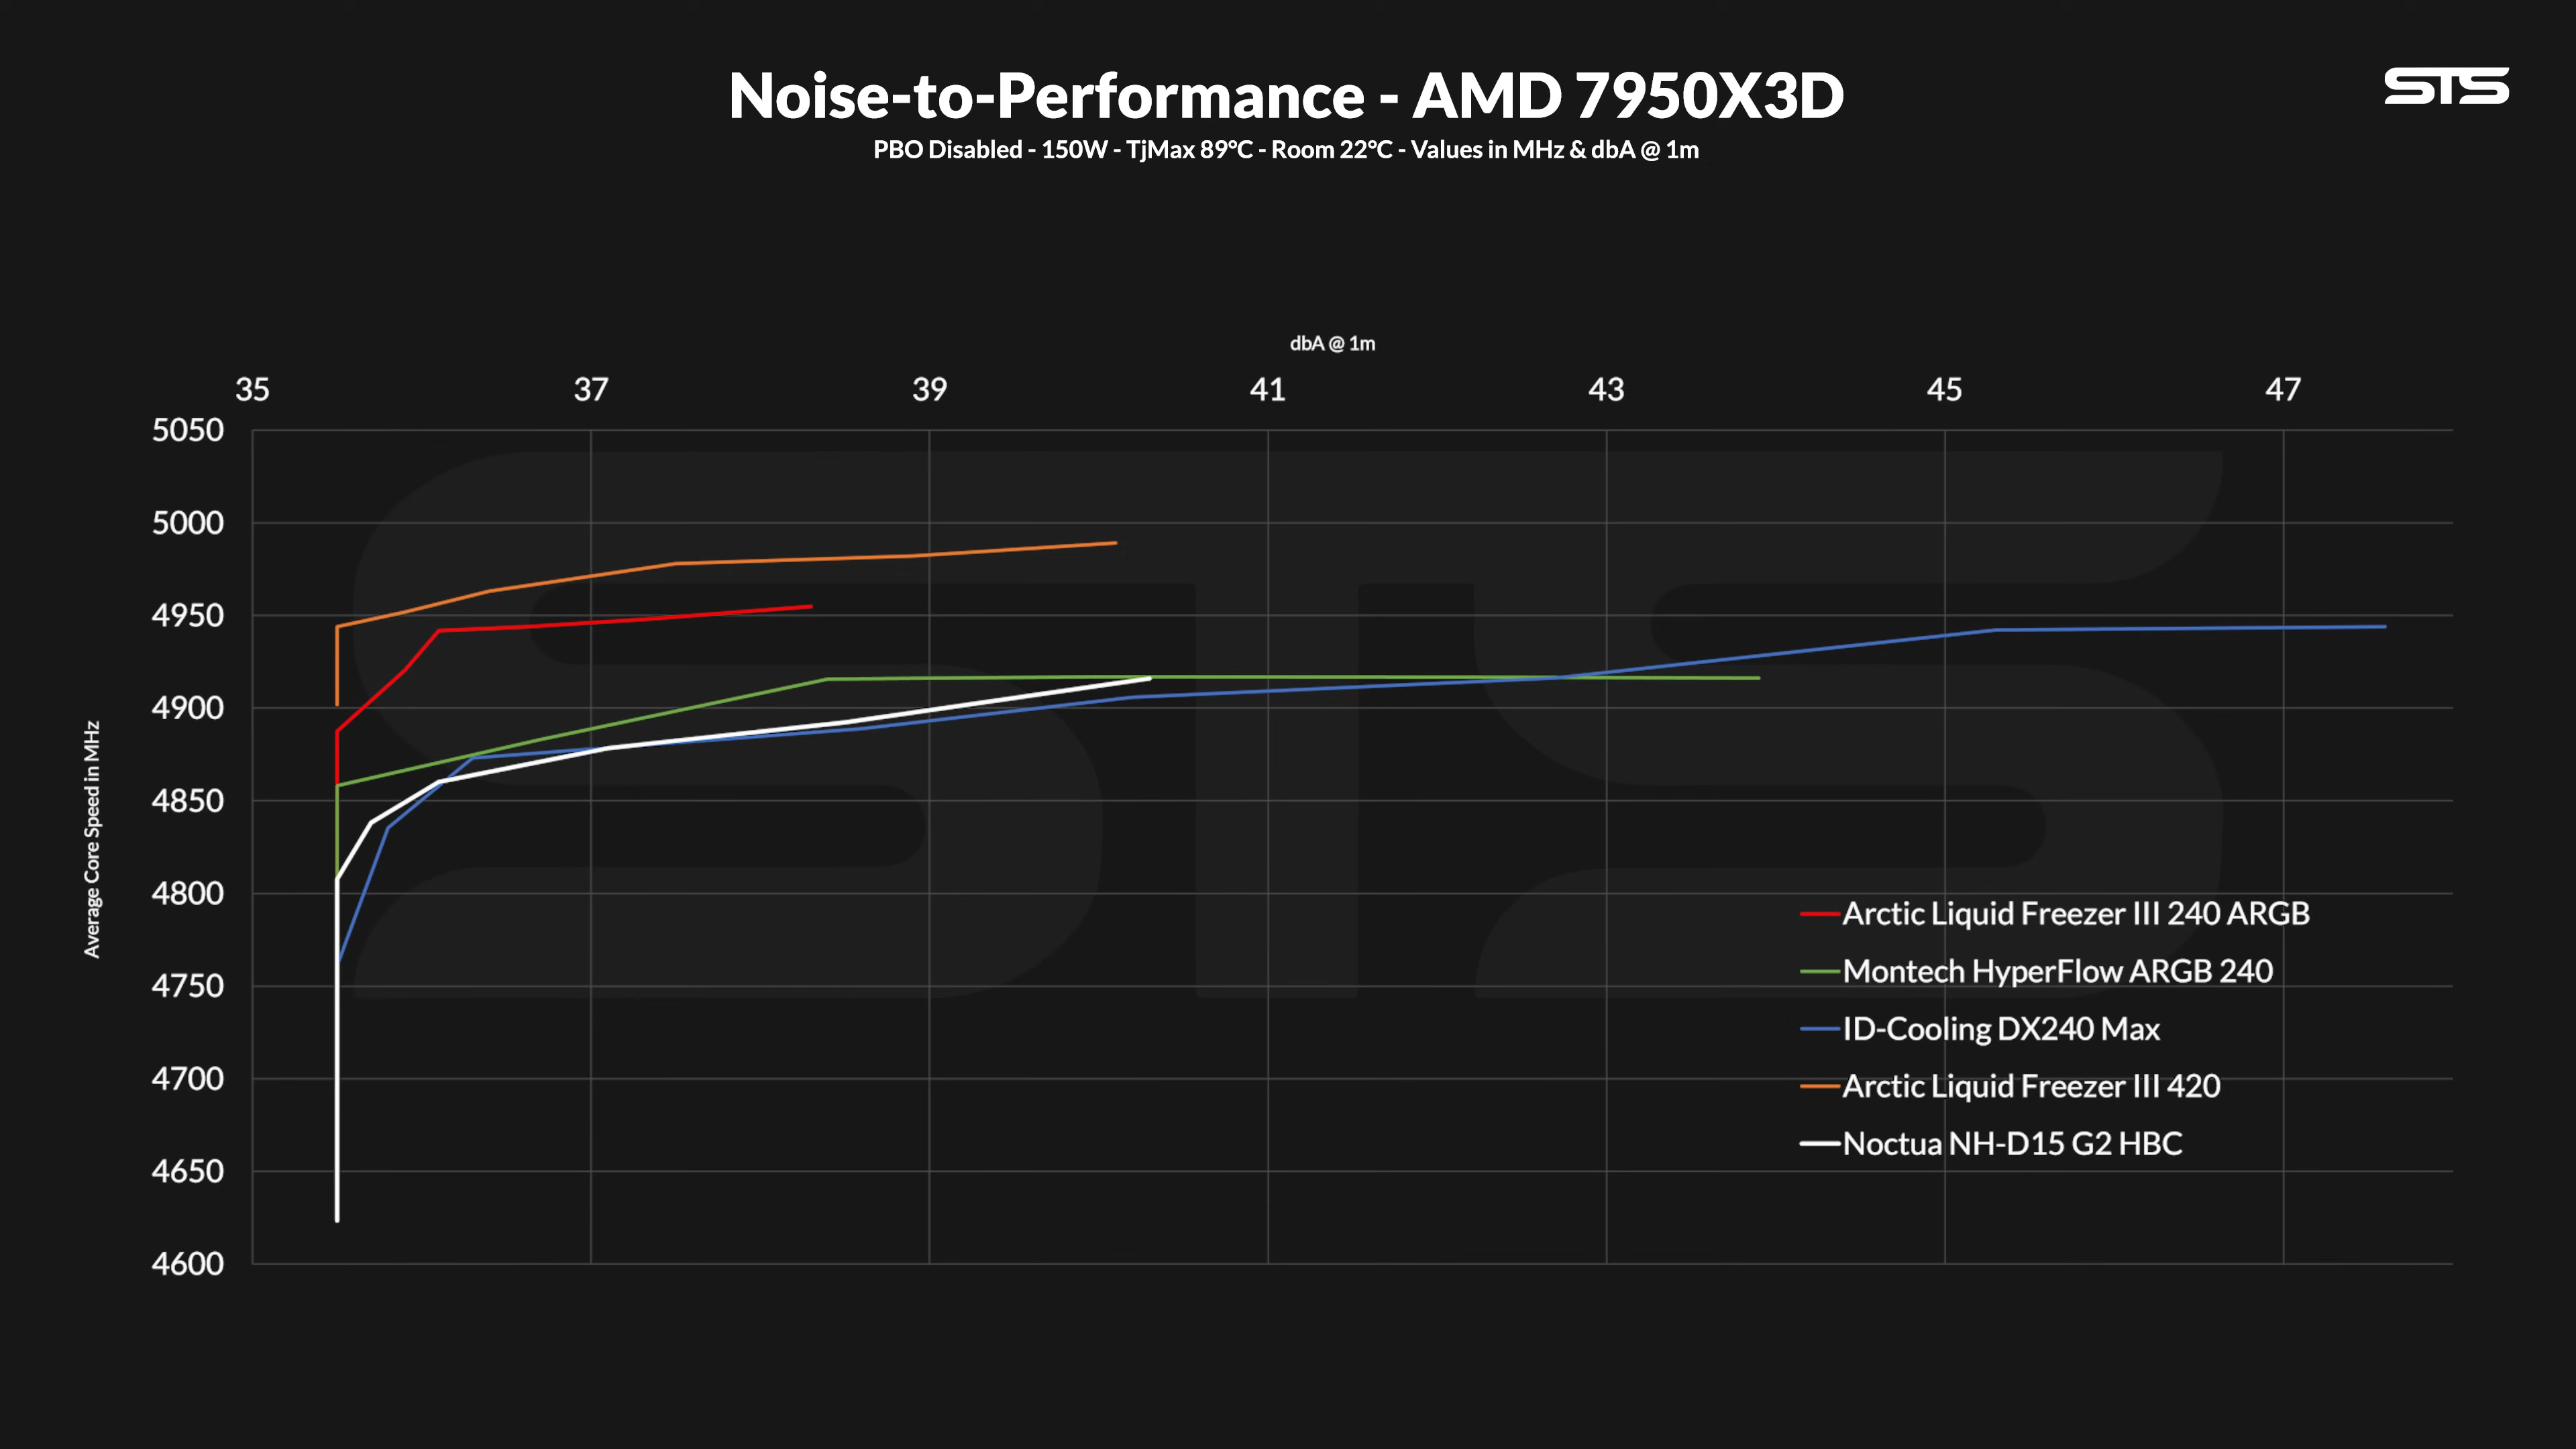 Noise-to-Performance - AMD 7950X3D
STS
PBO Disabled - 150W - TjMax 89°C - Room 22°C - Values in MHz & dbA @ 1m
dbA @ 1m
35 37 39 41 43 45 47
5050
5000
4950
4900
4850
4800
4750
4700
4650
4600
Average Core Speed in MHz
STS
Arctic Liquid Freezer III 240 ARGB
Montech HyperFlow ARGB 240
ID-Cooling DX240 Max
Arctic Liquid Freezer III 420
Noctua NH-D15 G2 HBC